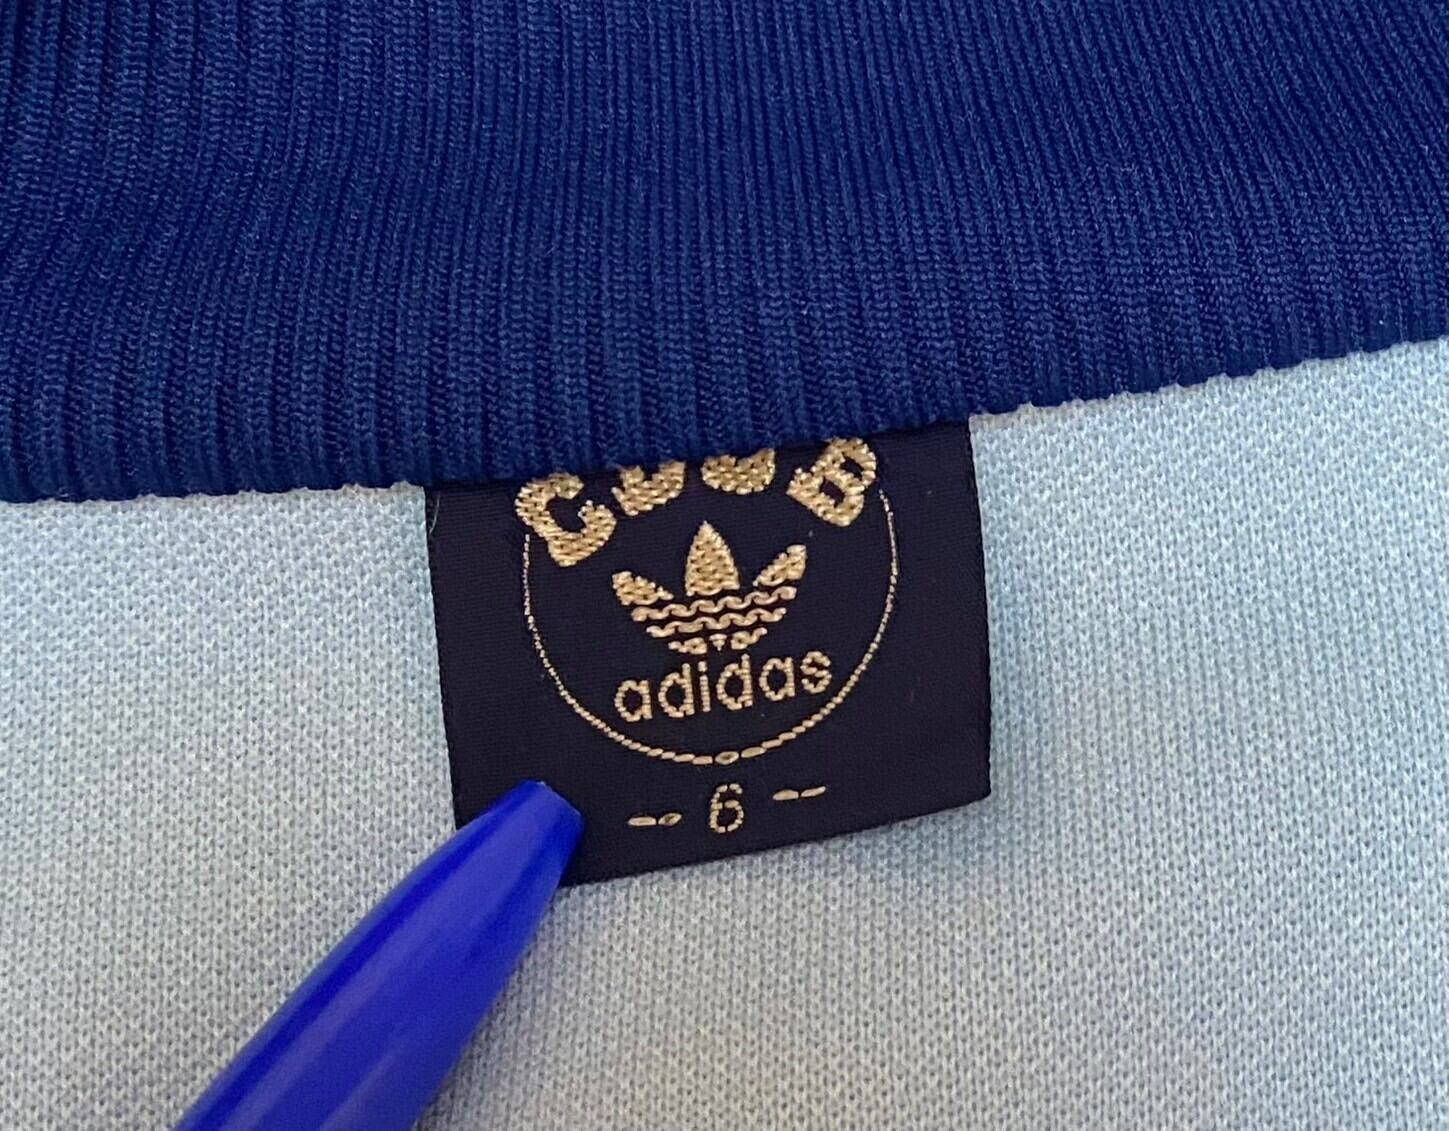 CLUB
adidas
-- 6 --